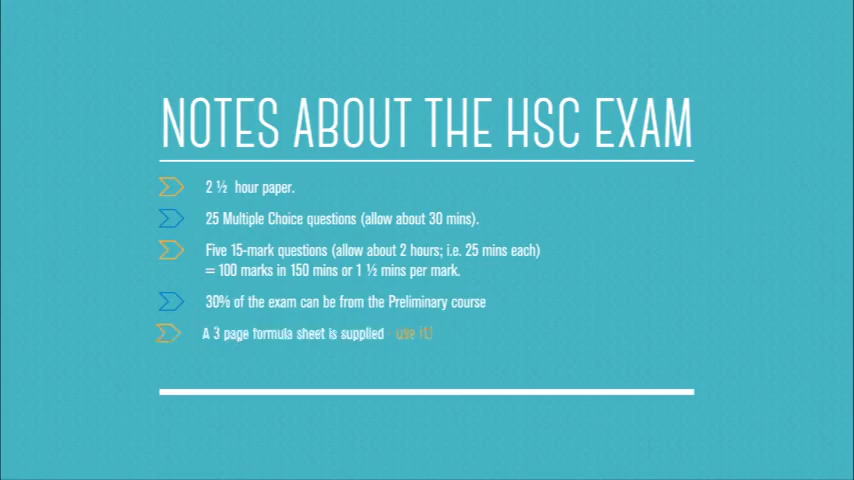 NOTES ABOUT THE HSC EXAM
2 ½ hour paper.
25 Multiple Choice questions (allow about 30 mins).
Five 15-mark questions (allow about 2 hours; i.e. 25 mins each)
= 100 marks in 150 mins or 1 ½ mins per mark.
30% of the exam can be from the Preliminary course
A 3 page formula sheet is supplied use it!